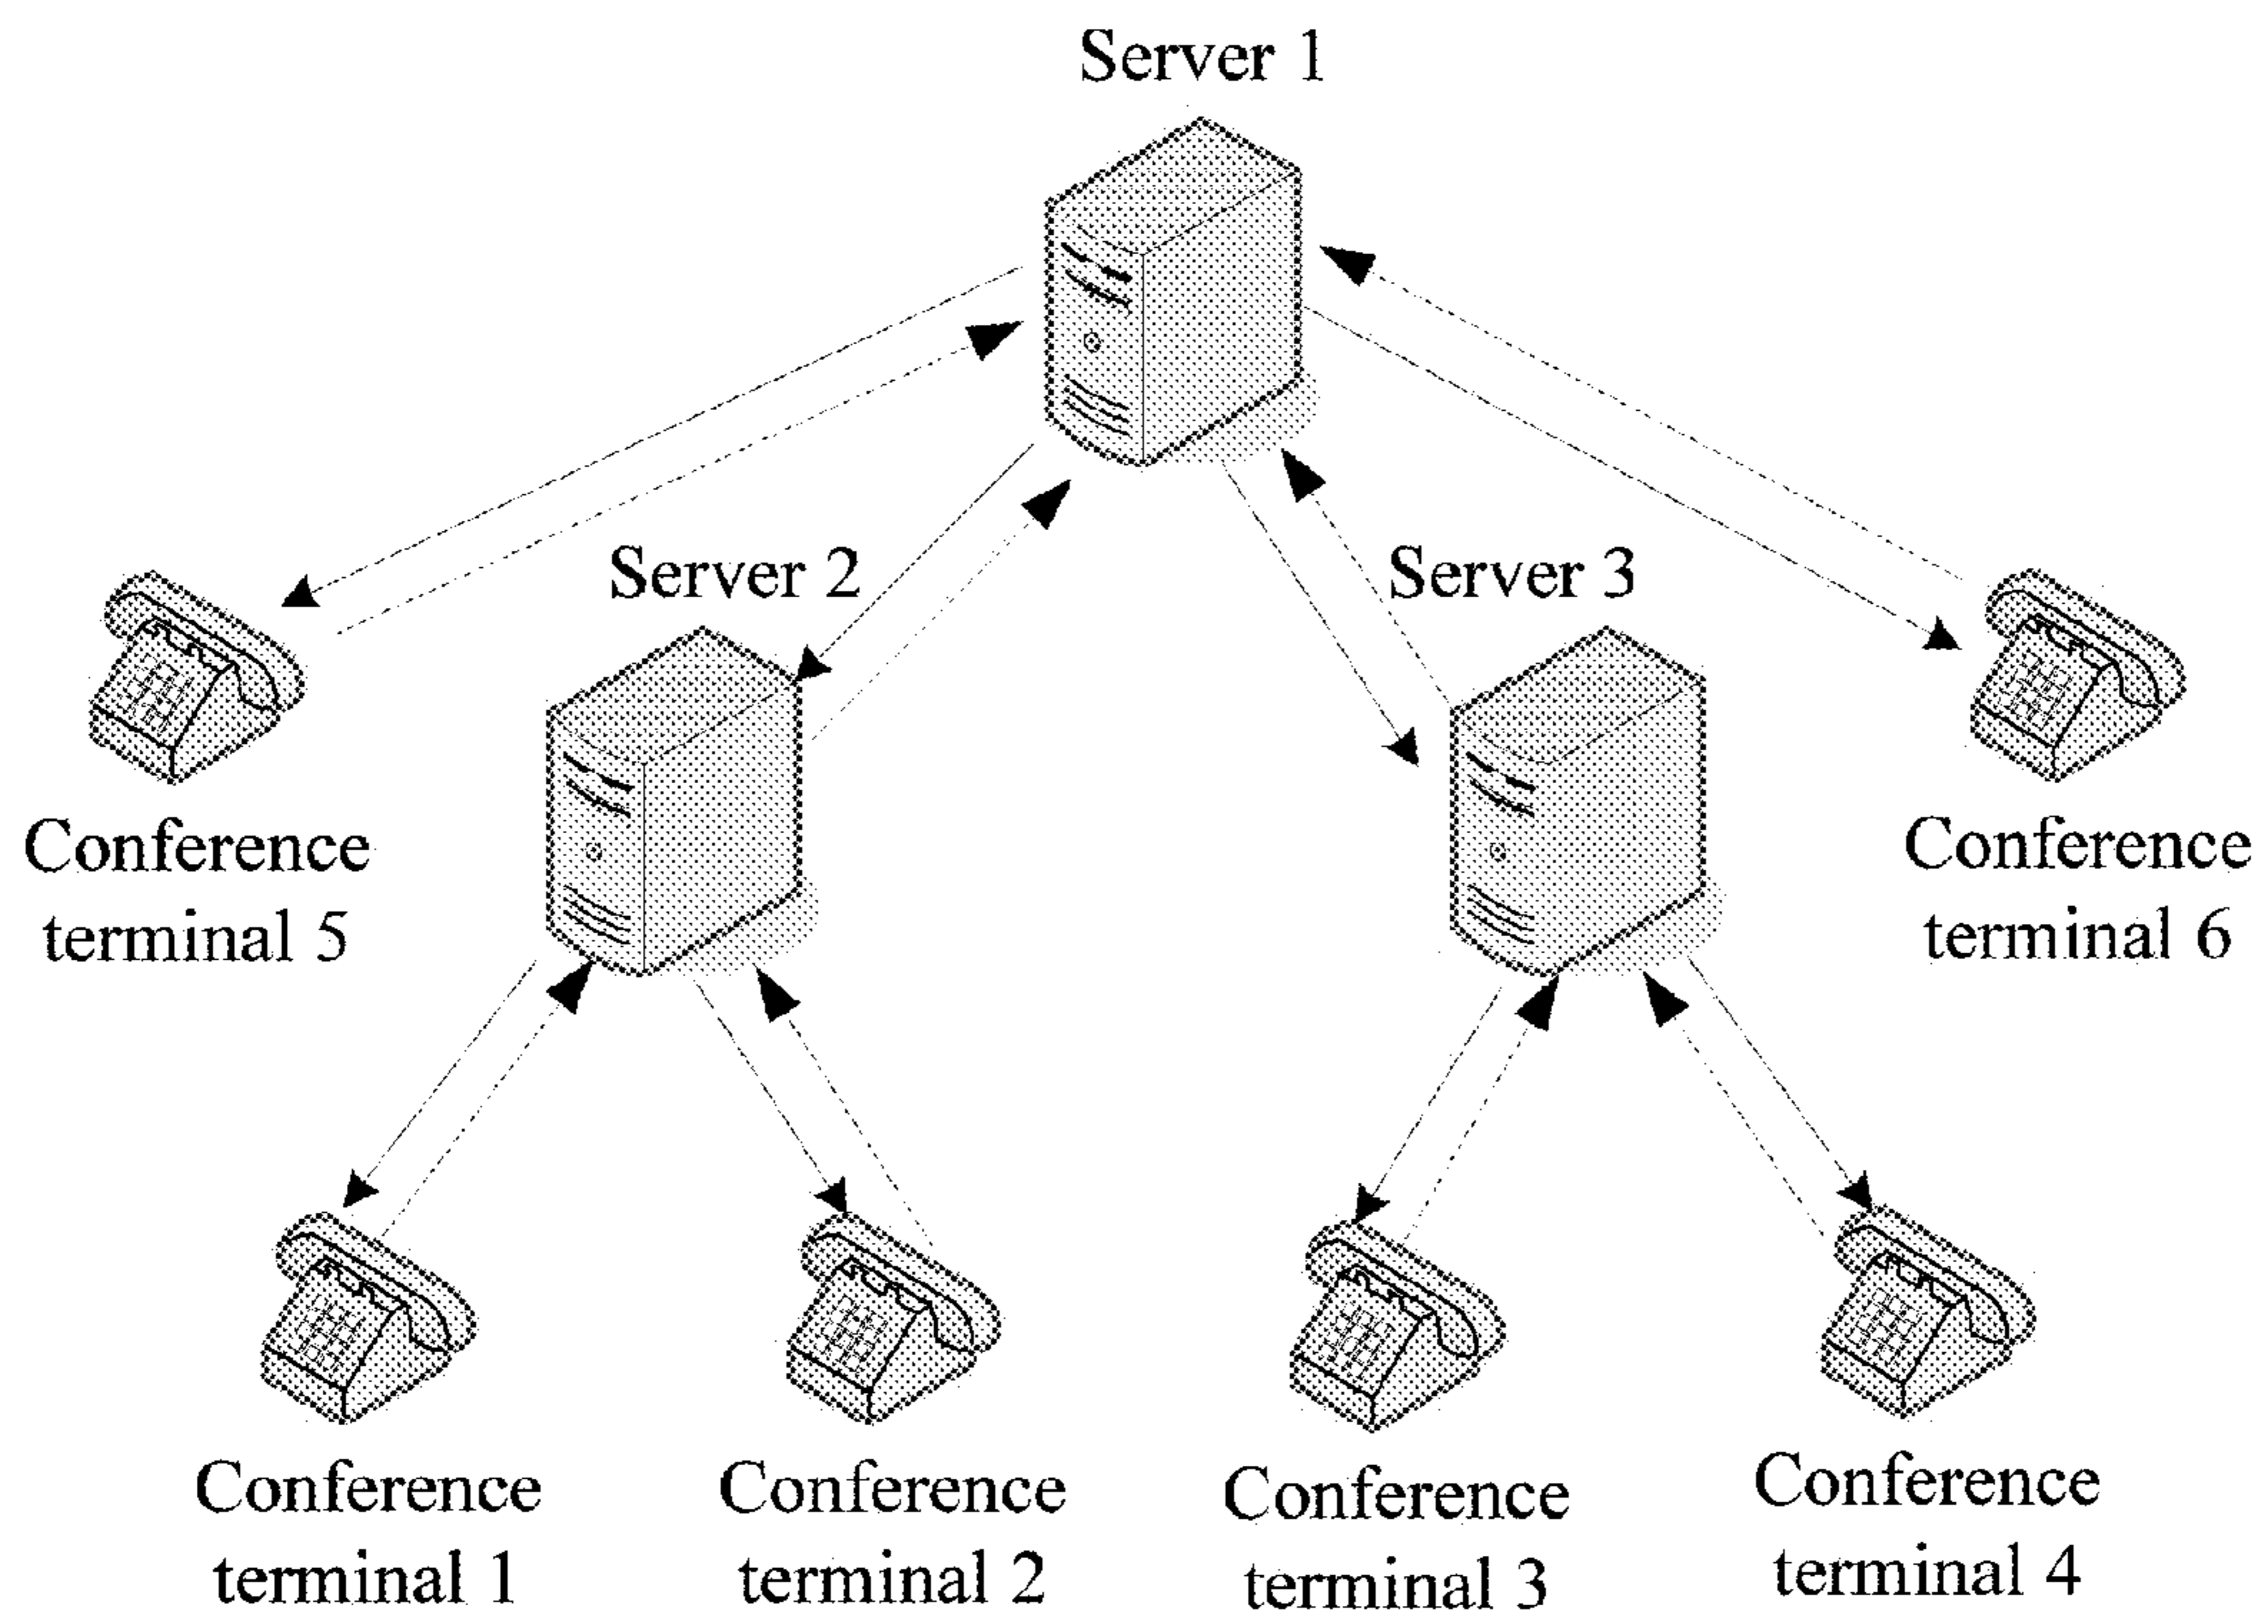 Server 1
Server 2
Server 3
Conference
terminal 5
Conference
terminal 6
Conference
terminal 1
Conference
terminal 2
Conference
terminal 3
Conference
terminal 4